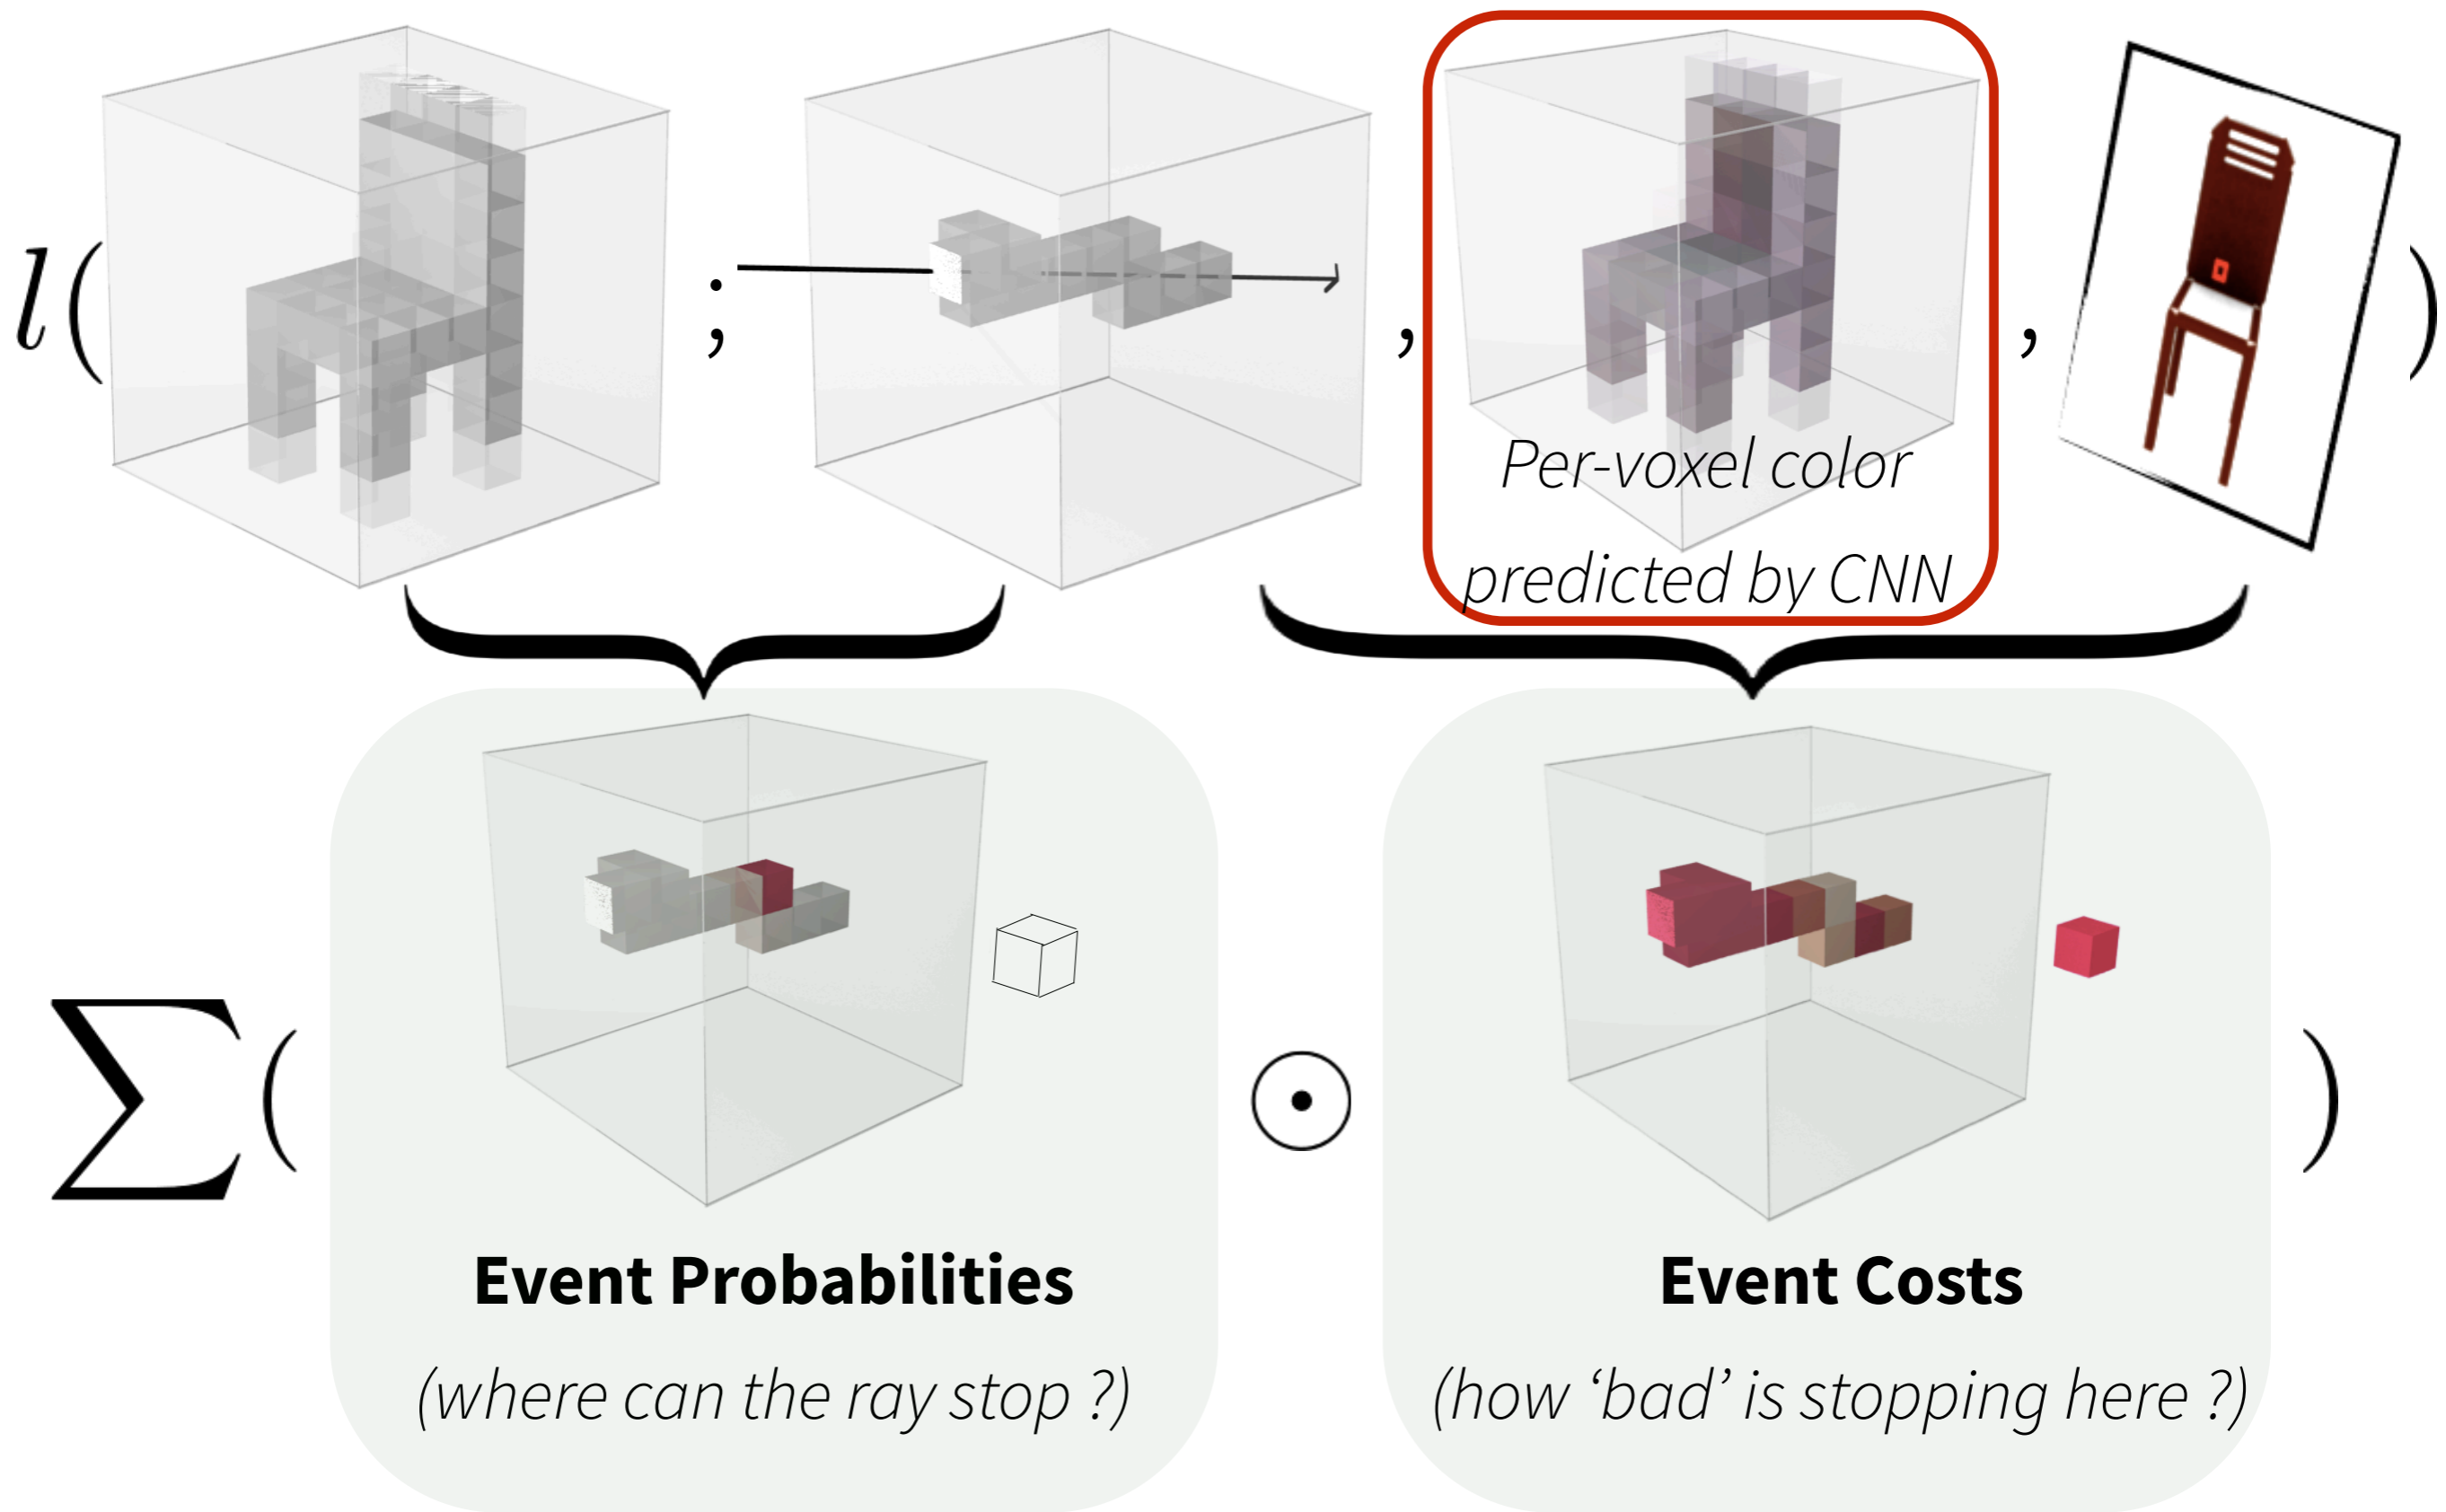 l( ; , , )
Per-voxel color
predicted by CNN
∑( ⊙ )
Event Probabilities
(where can the ray stop ?)
Event Costs
(how ‘bad’ is stopping here ?)